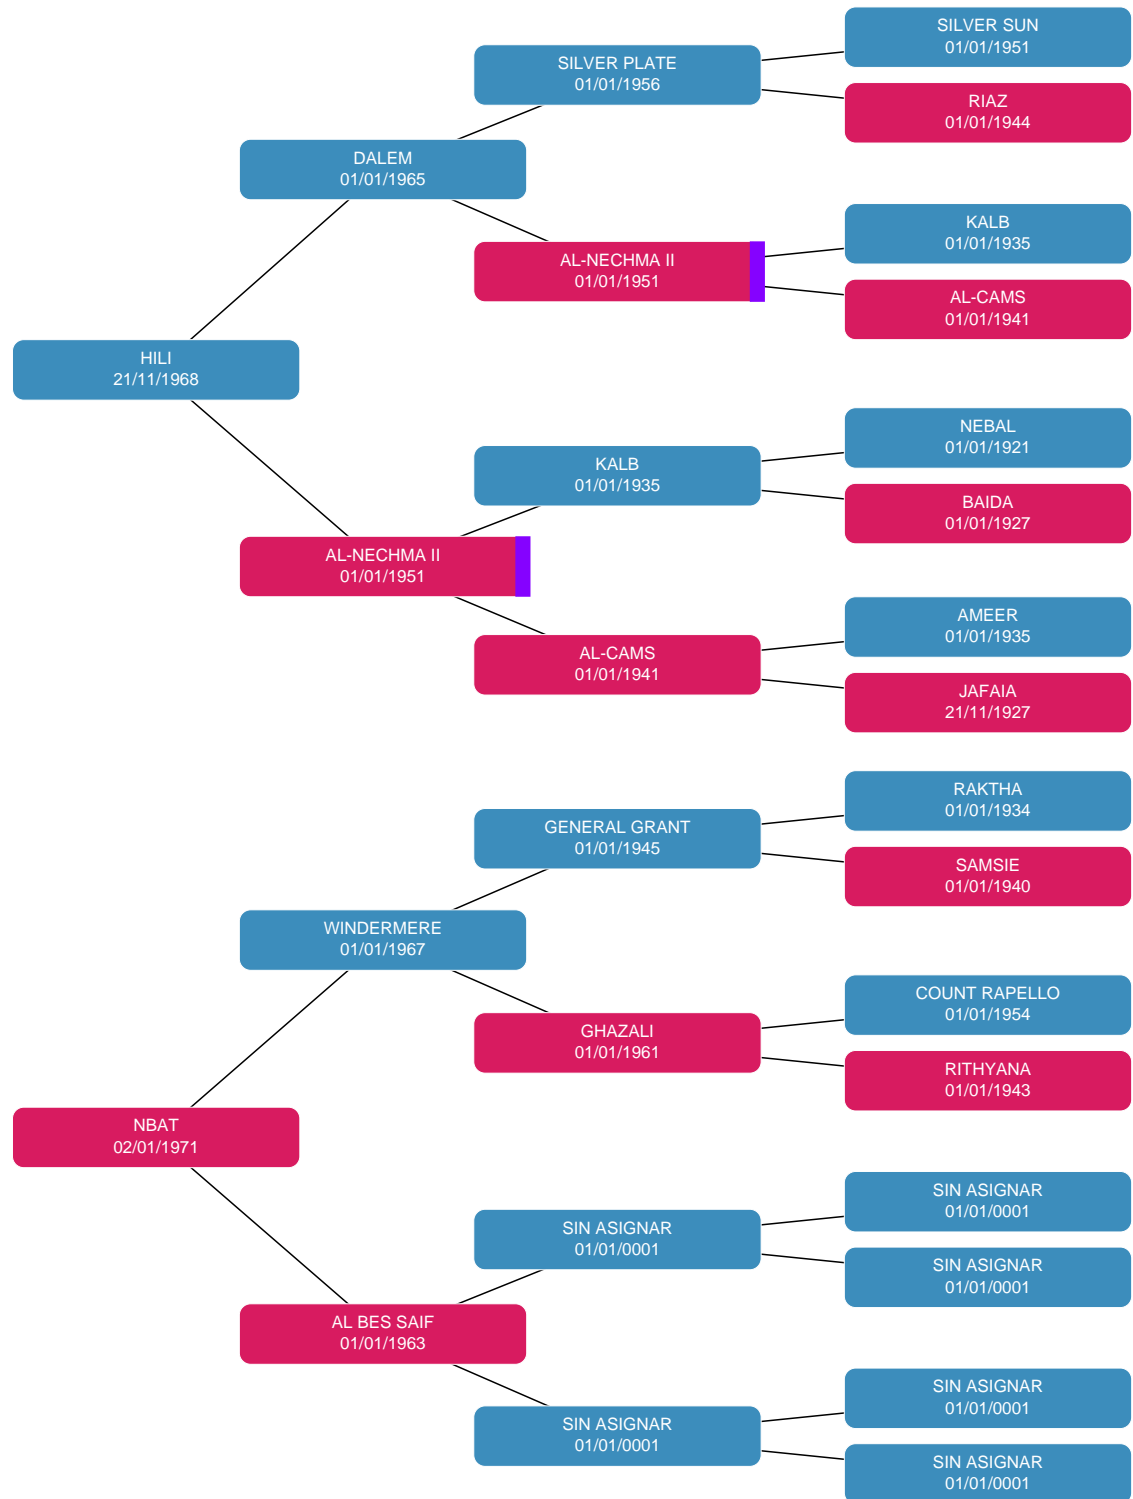 SILVER SUN
01/01/1951
SILVER PLATE
01/01/1956
RIAZ
01/01/1944
DALEM
01/01/1965
KALB
01/01/1935
AL-NECHMA II
01/01/1951
AL-CAMS
01/01/1941
HILI
21/11/1968
NEBAL
01/01/1921
KALB
01/01/1935
BAIDA
01/01/1927
AL-NECHMA II
01/01/1951
AMEER
01/01/1935
AL-CAMS
01/01/1941
JAFAIA
21/11/1927
RAKTHA
01/01/1934
GENERAL GRANT
01/01/1945
SAMSIE
01/01/1940
WINDERMERE
01/01/1967
COUNT RAPELLO
01/01/1954
GHAZALI
01/01/1961
RITHYANA
01/01/1943
NBAT
02/01/1971
SIN ASIGNAR
01/01/0001
SIN ASIGNAR
01/01/0001
SIN ASIGNAR
01/01/0001
AL BES SAIF
01/01/1963
SIN ASIGNAR
01/01/0001
SIN ASIGNAR
01/01/0001
SIN ASIGNAR
01/01/0001